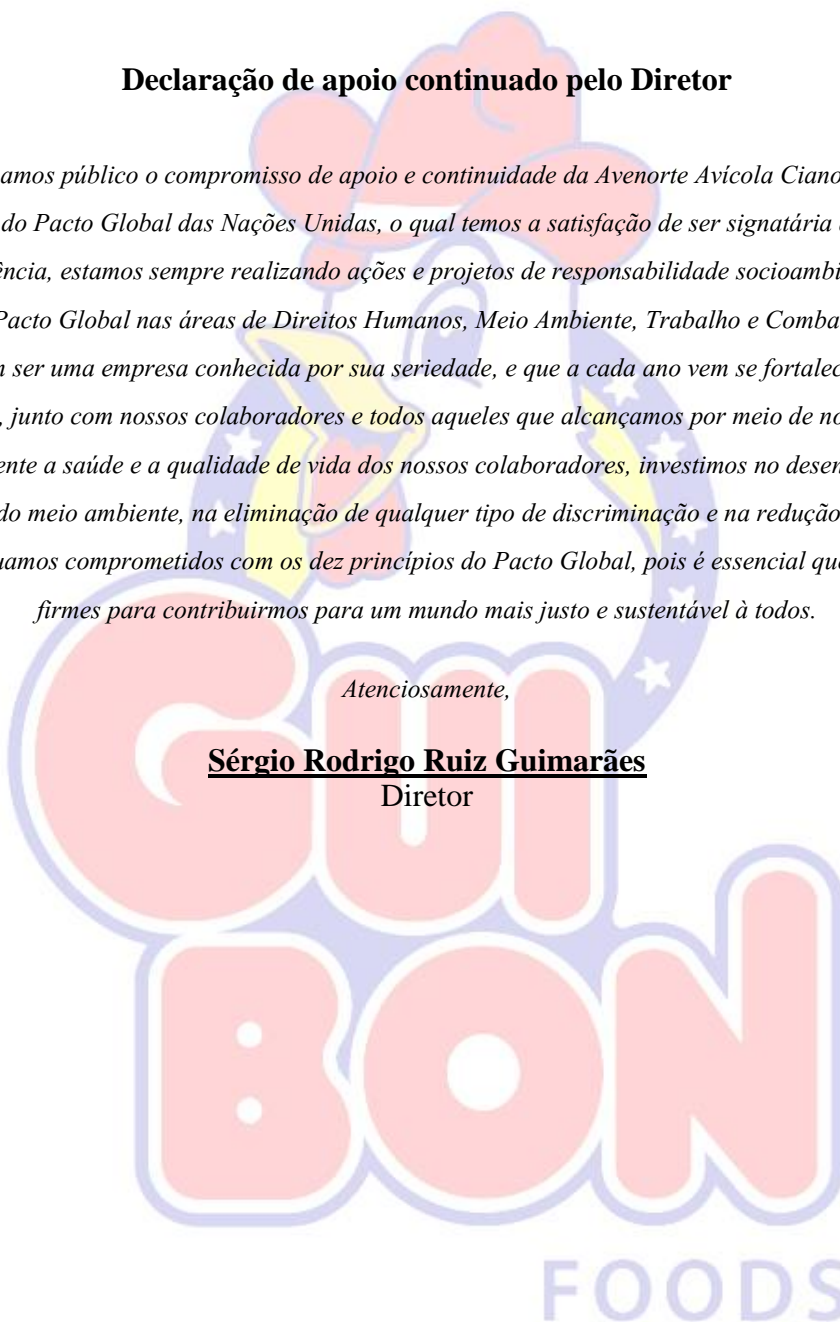 Declaração de apoio continuado pelo Diretor
amos público o compromisso de apoio e continuidade da Avenorte Avícola Ciano
do Pacto Global das Nações Unidas, o qual temos a satisfação de ser signatária
ência, estamos sempre realizando ações e projetos de responsabilidade socioambi
Pacto Global nas áreas de Direitos Humanos, Meio Ambiente, Trabalho e Comba
ser uma empresa conhecida por sua seriedade, e que a cada ano vem se fortalec
, junto com nossos colaboradores e todos aqueles que alcançamos por meio de no
ente a saúde e a qualidade de vida dos nossos colaboradores, investimos no desen
do meio ambiente, na eliminação de qualquer tipo de discriminação e na redução
uamos comprometidos com os dez princípios do Pacto Global, pois é essencial que
firmes para contribuirmos para um mundo mais justo e sustentável à todos.
Atenciosamente,
Sérgio Rodrigo Ruiz Guimarães
Diretor
GUI
BON
FOODS